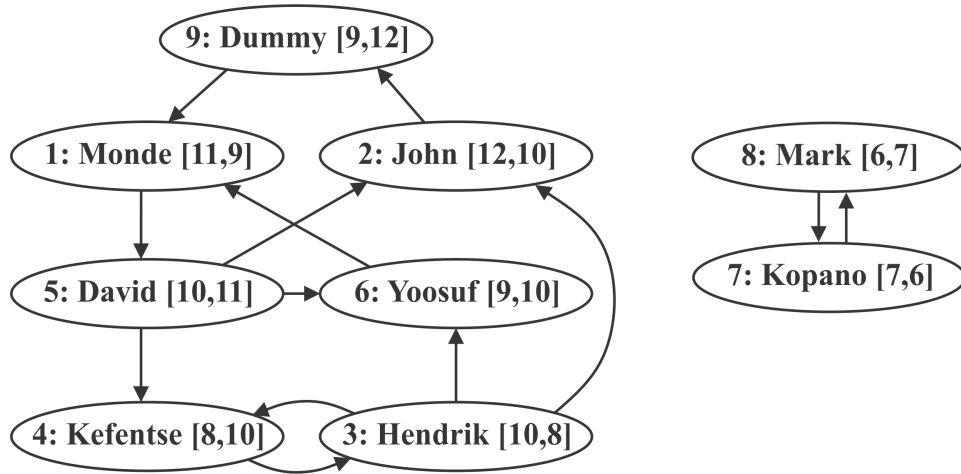 9: Dummy [9,12]
1: Monde [11,9]
2: John [12,10]
8: Mark [6,7]
5: David [10,11]
6: Yoosuf [9,10]
7: Kopano [7,6]
4: Kefentse [8,10]
3: Hendrik [10,8]